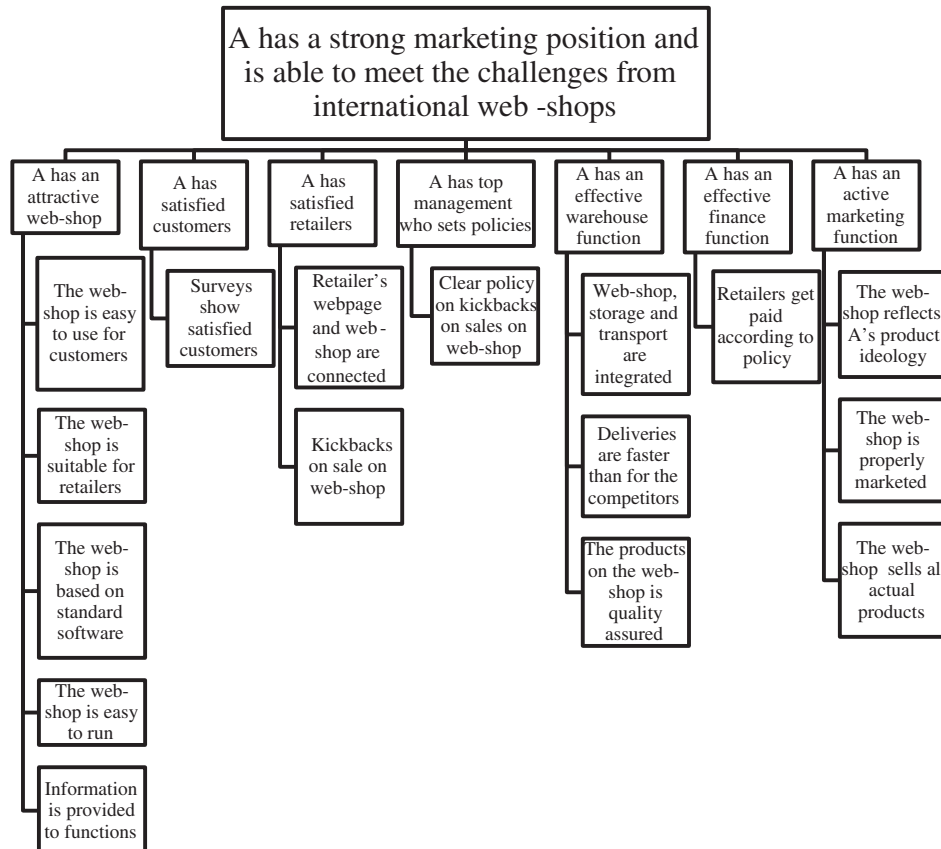 A has a strong marketing position and
is able to meet the challenges from
international web -shops
A has an
attractive
web-shop
The web-
shop is easy
to use for
customers
The web-
shop is
suitable for
retailers
The web-
shop is
based on
standard
software
The web-
shop is easy
to run
Information
is provided
to functions
A has
satisfied
customers
Surveys
show
satisfied
customers
A has
satisfied
retailers
Retailer's
webpage
and web-
shop are
connected
Kickbacks
on sale on
web-shop
A has top
management
who sets policies
Clear policy
on kickbacks
on sales on
web-shop
A has an
effective
warehouse
function
Web-shop,
storage and
transport
are
integrated
Deliveries
are faster
than for the
competitors
The products
on the web-
shop is
quality
assured
A has an
effective
finance
function
Retailers get
paid
according to
policy
A has an
active
marketing
function
The web-
shop reflects
A's product
ideology
The web-
shop is
properly
marketed
The web-
shop sells al
actual
products